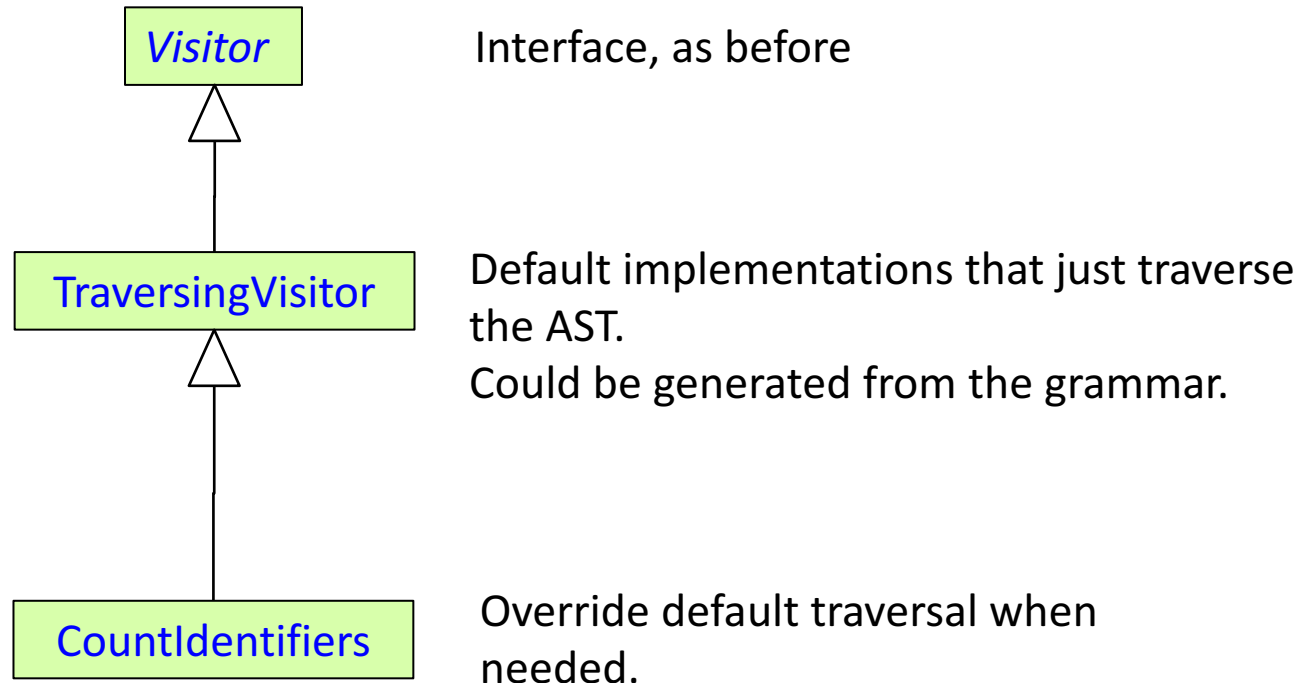 Visitor
Interface, as before
TraversingVisitor
Default implementations that just traverse
the AST.
Could be generated from the grammar.
CountIdentifiers
Override default traversal when
needed.